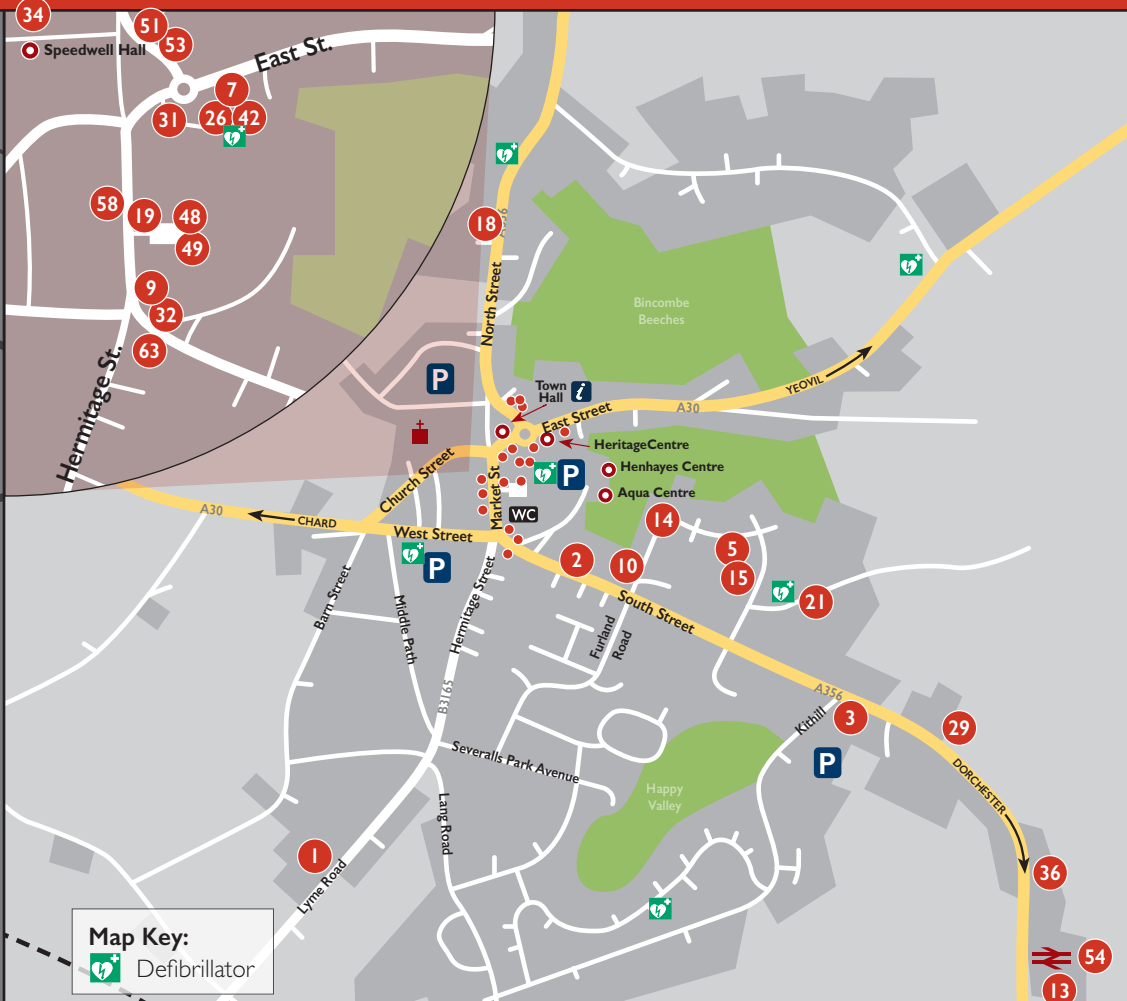 34
51
53
Speedwell Hall
East St.
7
31
26
42
58
19
48
49
9
32
63
Hermitage St.
18
A356
North Street
Bincombe
Beeches
P
Town
Hall
i
East Street
A30
YEOVIL
HeritageCentre
Henhayes Centre
Aqua Centre
P
Church Street
Market St
WC
A30
CHARD
West Street
P
14
2
10
5
15
21
South Street
Barn Street
Middle Path
Hermitage Street
Furland
Road
B3165
A356
Kithill
3
29
P
DORCHESTER
Severalls Park Avenue
Happy
Valley
Lang Road
1
Lyme Road
36
54
13
Map Key:
Defibrillator